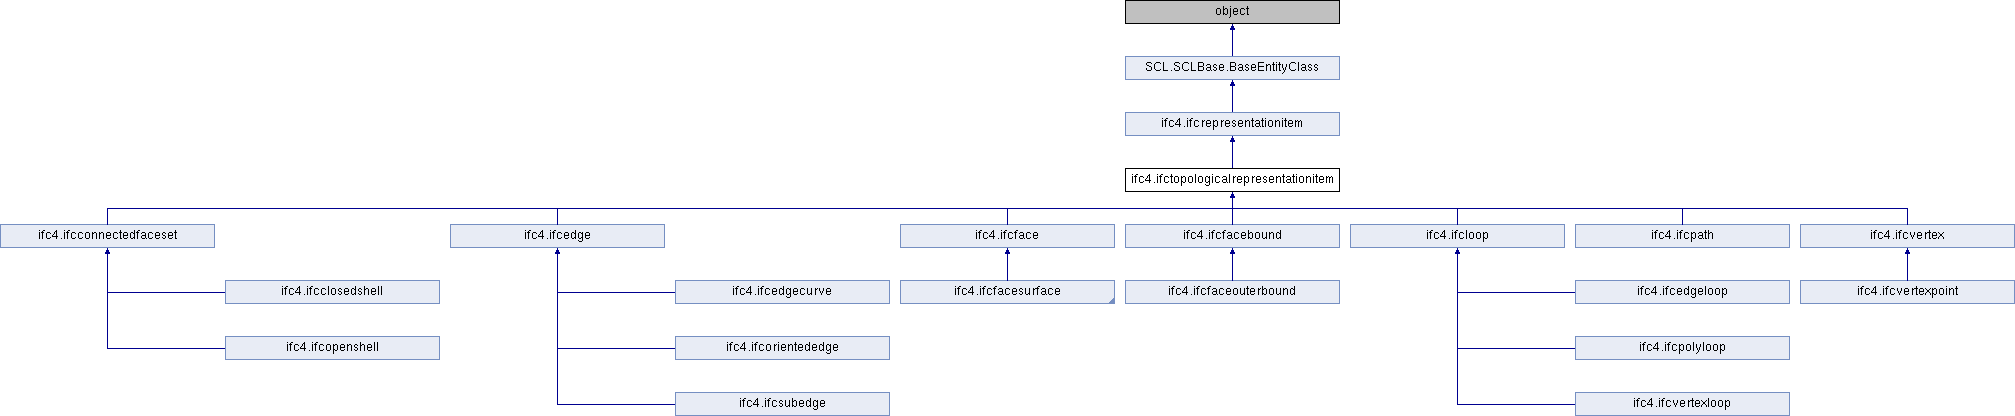 object
SCL.SCLBase.BaseEntityClass
ifc4.ifcrepresentationitem
ifc4.ifctopologicalrepresentationitem
ifc4.ifcconnectedfaceset
ifc4.ifcedge
ifc4.ifcface
ifc4.ifcfacebound
ifc4.ifcloop
ifc4.ifcpath
ifc4.ifcvertex
ifc4.ifcclosedshell
ifc4.ifcedgecurve
ifc4.ifcfacesurface
ifc4.ifcfaceouterbound
ifc4.ifcedgeloop
ifc4.ifcvertexpoint
ifc4.ifcopenshell
ifc4.ifcorientededge
ifc4.ifcpolyloop
ifc4.ifcsubedge
ifc4.ifcvertexloop